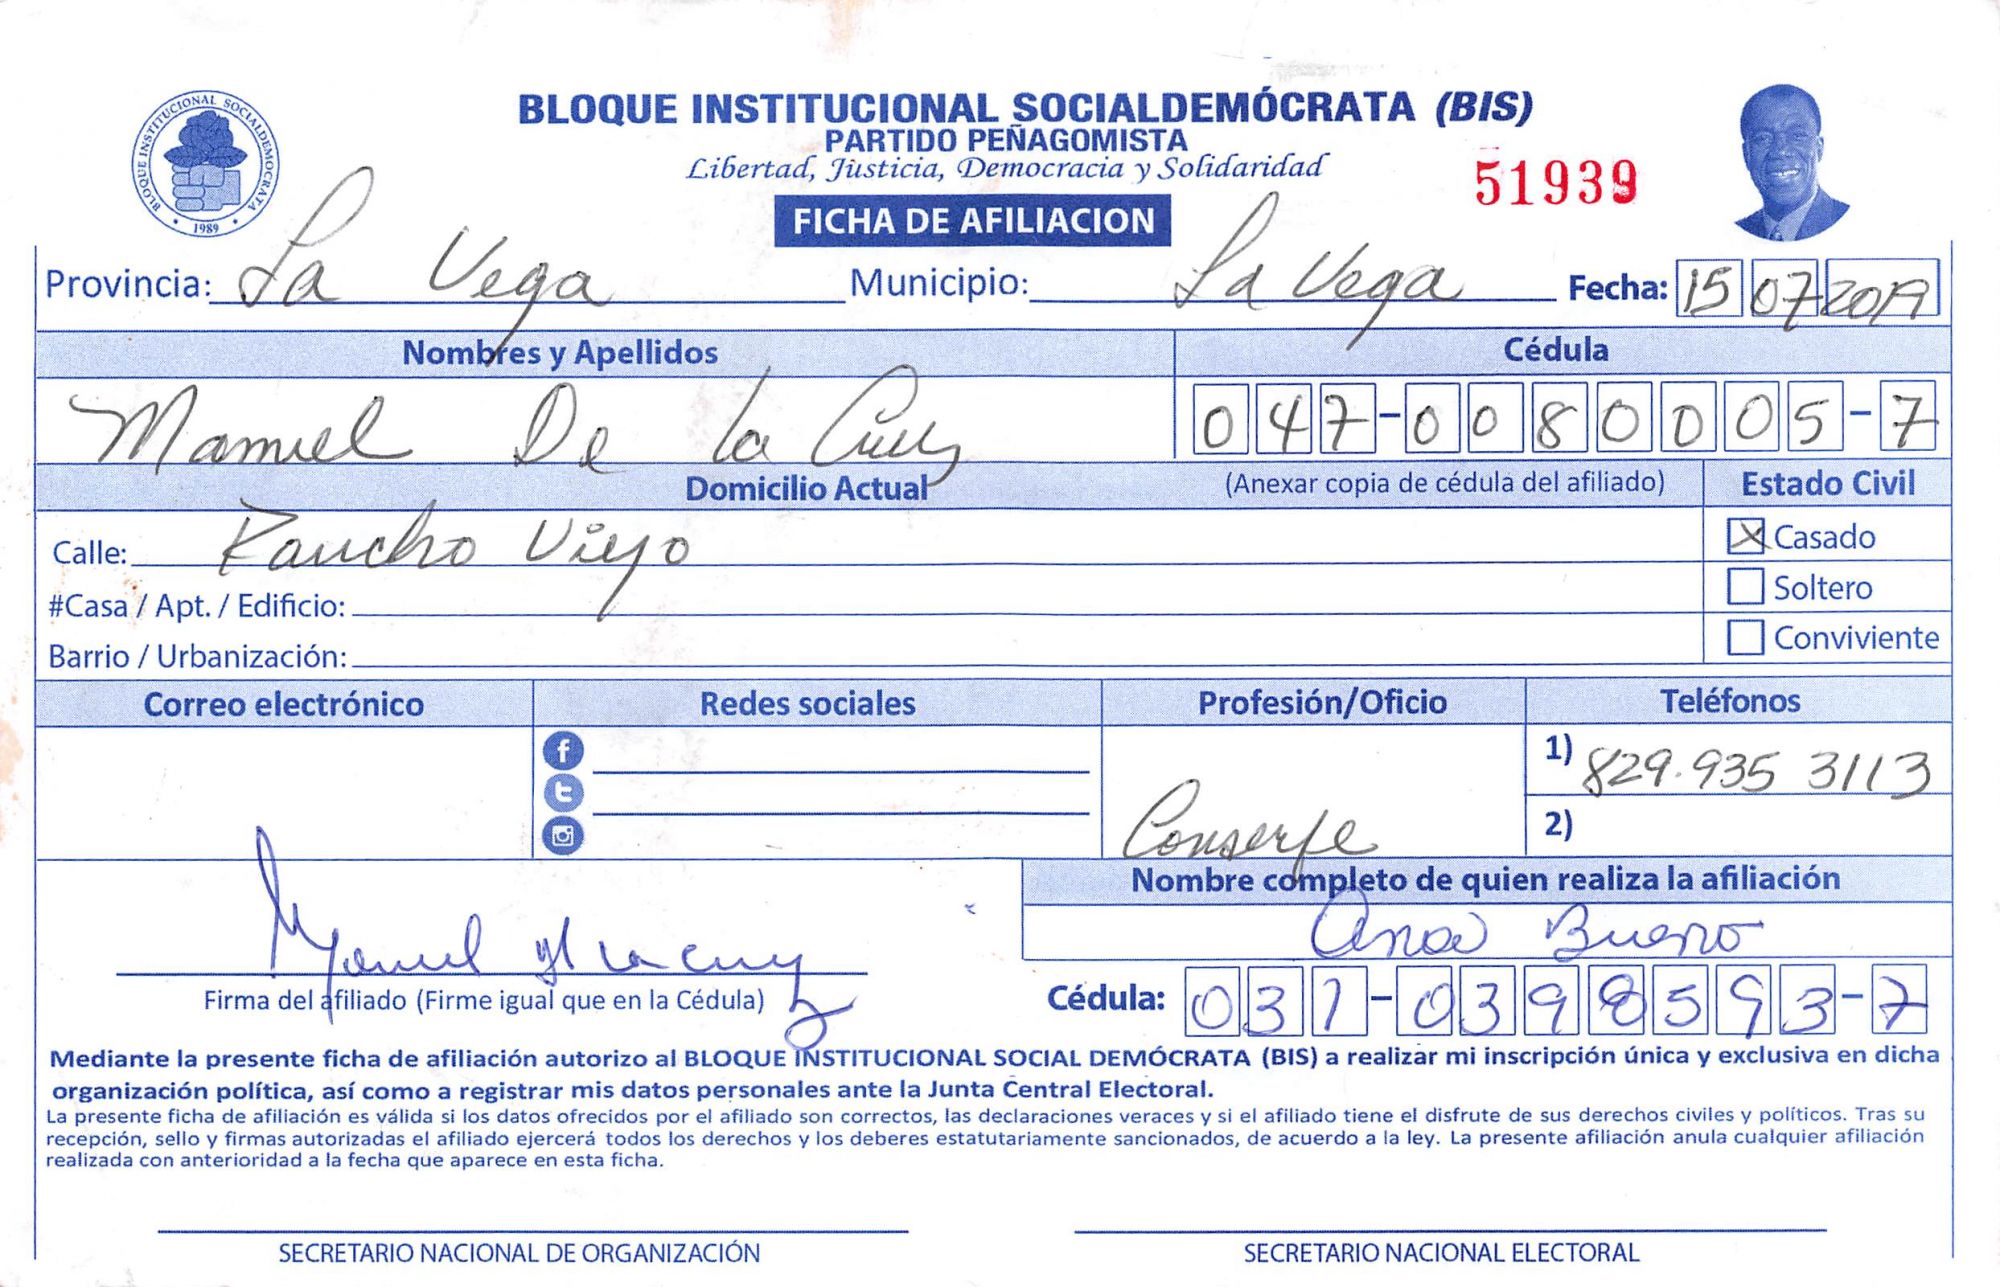 BLOQUE INSTITUCIONAL SOCIALDEMÓCRATA
1989
BLOQUE INSTITUCIONAL SOCIALDEMÓCRATA (BIS)
PARTIDO PEÑAGOMISTA
Libertad, Justicia, Democracia y Solidaridad
51939
FICHA DE AFILIACION
Provincia: La Vega Municipio: La Vega Fecha: 15 07 2019
Nombres y Apellidos Cédula
Manuel De la Cruz 047-0080005-7
Domicilio Actual (Anexar copia de cédula del afiliado) Estado Civil
Calle: Rancho Viejo X Casado
#Casa / Apt. / Edificio: Soltero
Barrio / Urbanización: Conviviente
Correo electrónico Redes sociales Profesión/Oficio Teléfonos
1) 829.935 3113
Conserje 2)
Nombre completo de quien realiza la afiliación
Ana Bueno
Manuel de la cruz
Firma del afiliado (Firme igual que en la Cédula) Cédula: 031-0398593-7
Mediante la presente ficha de afiliación autorizo al BLOQUE INSTITUCIONAL SOCIAL DEMÓCRATA (BIS) a realizar mi inscripción única y exclusiva en dicha
organización política, así como a registrar mis datos personales ante la Junta Central Electoral.
La presente ficha de afiliación es válida si los datos ofrecidos por el afiliado son correctos, las declaraciones veraces y si el afiliado tiene el disfrute de sus derechos civiles y políticos. Tras su
recepción, sello y firmas autorizadas el afiliado ejercerá todos los derechos y los deberes estatutariamente sancionados, de acuerdo a la ley. La presente afiliación anula cualquier afiliación
realizada con anterioridad a la fecha que aparece en esta ficha.
SECRETARIO NACIONAL DE ORGANIZACIÓN SECRETARIO NACIONAL ELECTORAL